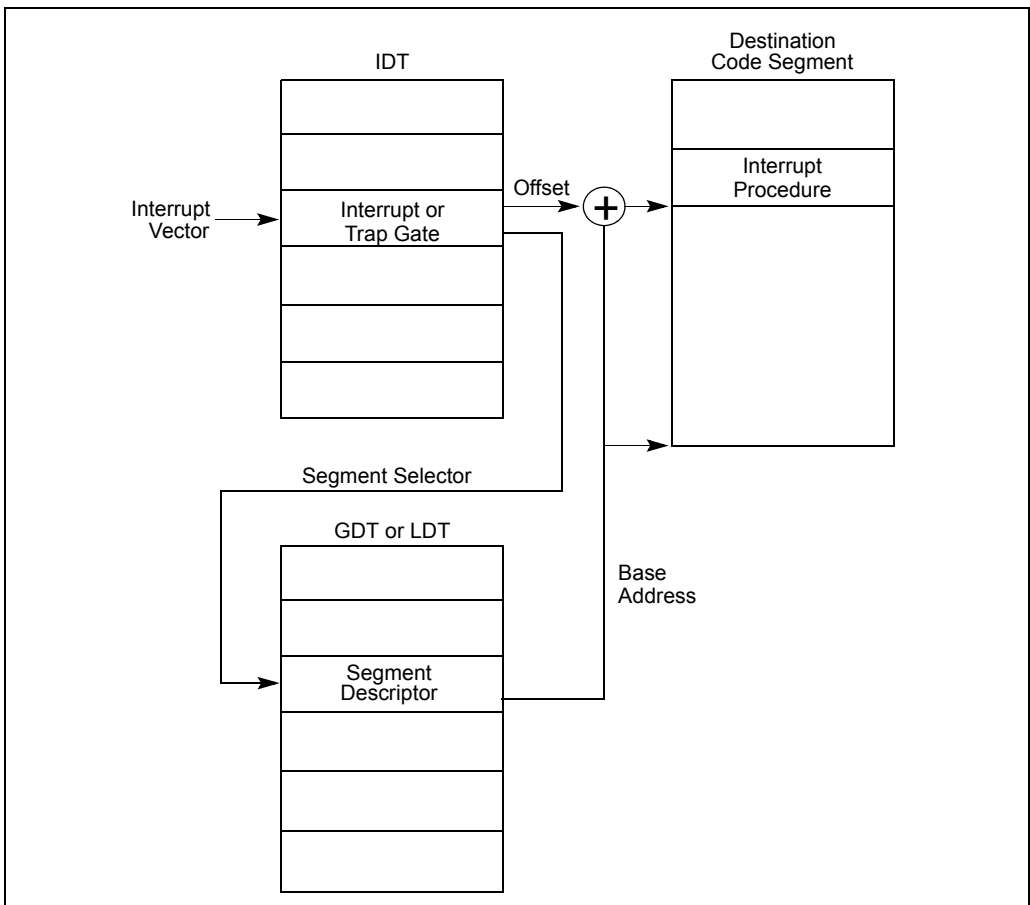 Destination
Code Segment
IDT
Interrupt
Procedure
Offset
+
Interrupt
Vector
Interrupt or
Trap Gate
Segment Selector
GDT or LDT
Base
Address
Segment
Descriptor